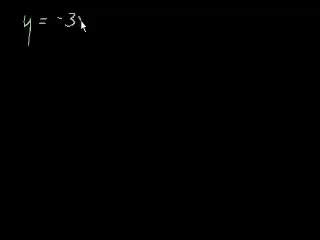 y = -3